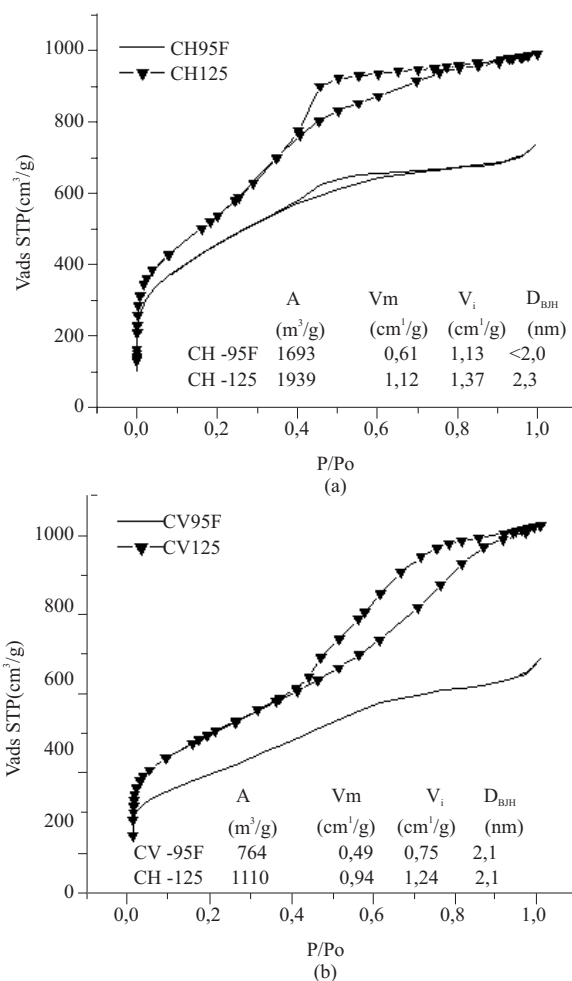 CH95F
CH125
1000
800
600
400
200
0
Vads STP(cm³/g)
A Vm Vᵢ D_BJH
(m³/g) (cm¹/g) (cm¹/g) (nm)
CH -95F 1693 0,61 1,13 <2,0
CH -125 1939 1,12 1,37 2,3
0,0 0,2 0,4 0,6 0,8 1,0
P/Po
(a)
CV95F
CV125
1000
800
600
400
200
0
Vads STP(cm³/g)
A Vm Vᵢ D_BJH
(m³/g) (cm¹/g) (cm¹/g) (nm)
CV -95F 764 0,49 0,75 2,1
CH -125 1110 0,94 1,24 2,1
0,0 0,2 0,4 0,6 0,8 1,0
P/Po
(b)